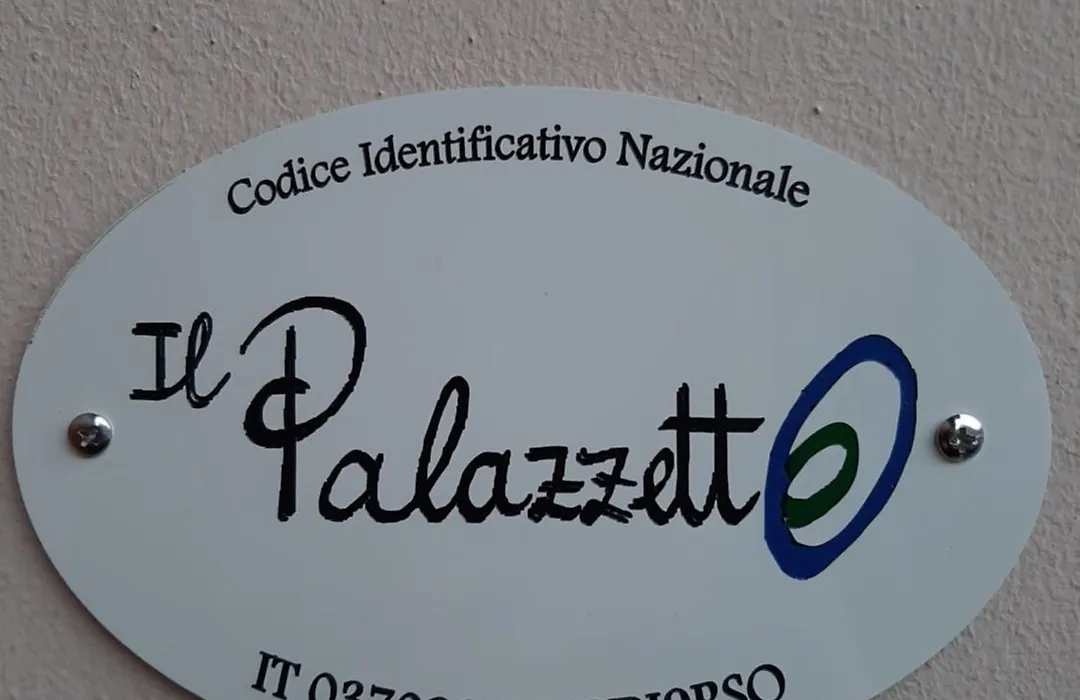 Codice Identificativo Nazionale
Il Palazzetto
IT